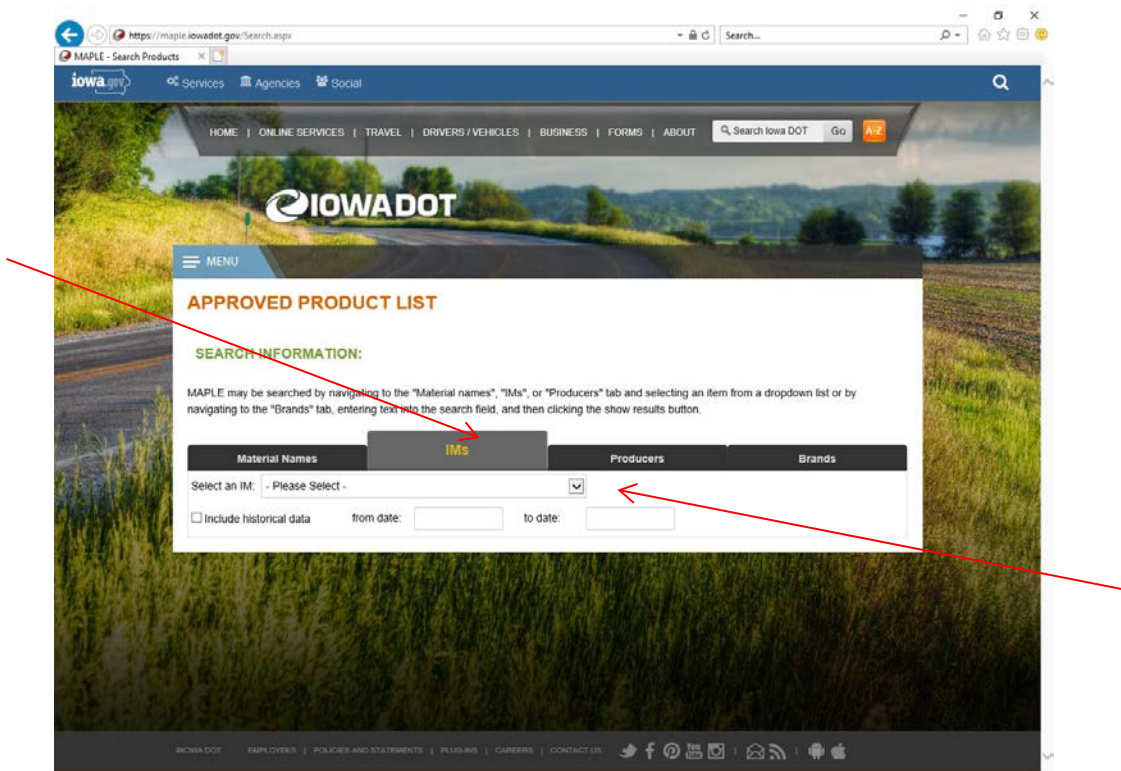 https://maple.iowadot.gov/Search.aspx
Search...
MAPLE - Search Products
iowa.gov
Services Agencies Social
HOME | ONLINE SERVICES | TRAVEL | DRIVERS / VEHICLES | BUSINESS | FORMS | ABOUT Search Iowa DOT Go A-Z
IOWADOT
MENU
APPROVED PRODUCT LIST
SEARCH INFORMATION:
MAPLE may be searched by navigating to the "Material names", "IMs", or "Producers" tab and selecting an item from a dropdown list or by
navigating to the "Brands" tab, entering text into the search field, and then clicking the show results button.
Material Names IMs Producers Brands
Select an IM: - Please Select -
Include historical data from date: to date:
©IOWA DOT EMPLOYEES | POLICIES AND STATEMENTS | PLUG-INS | CAREERS | CONTACT US You Tube